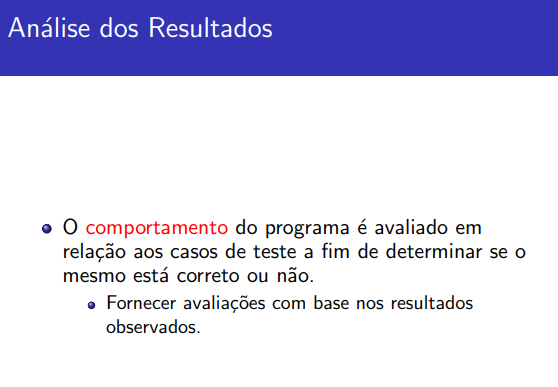 Análise dos Resultados
O comportamento do programa é avaliado em
relação aos casos de teste a fim de determinar se o
mesmo está correto ou não.
Fornecer avaliações com base nos resultados
observados.